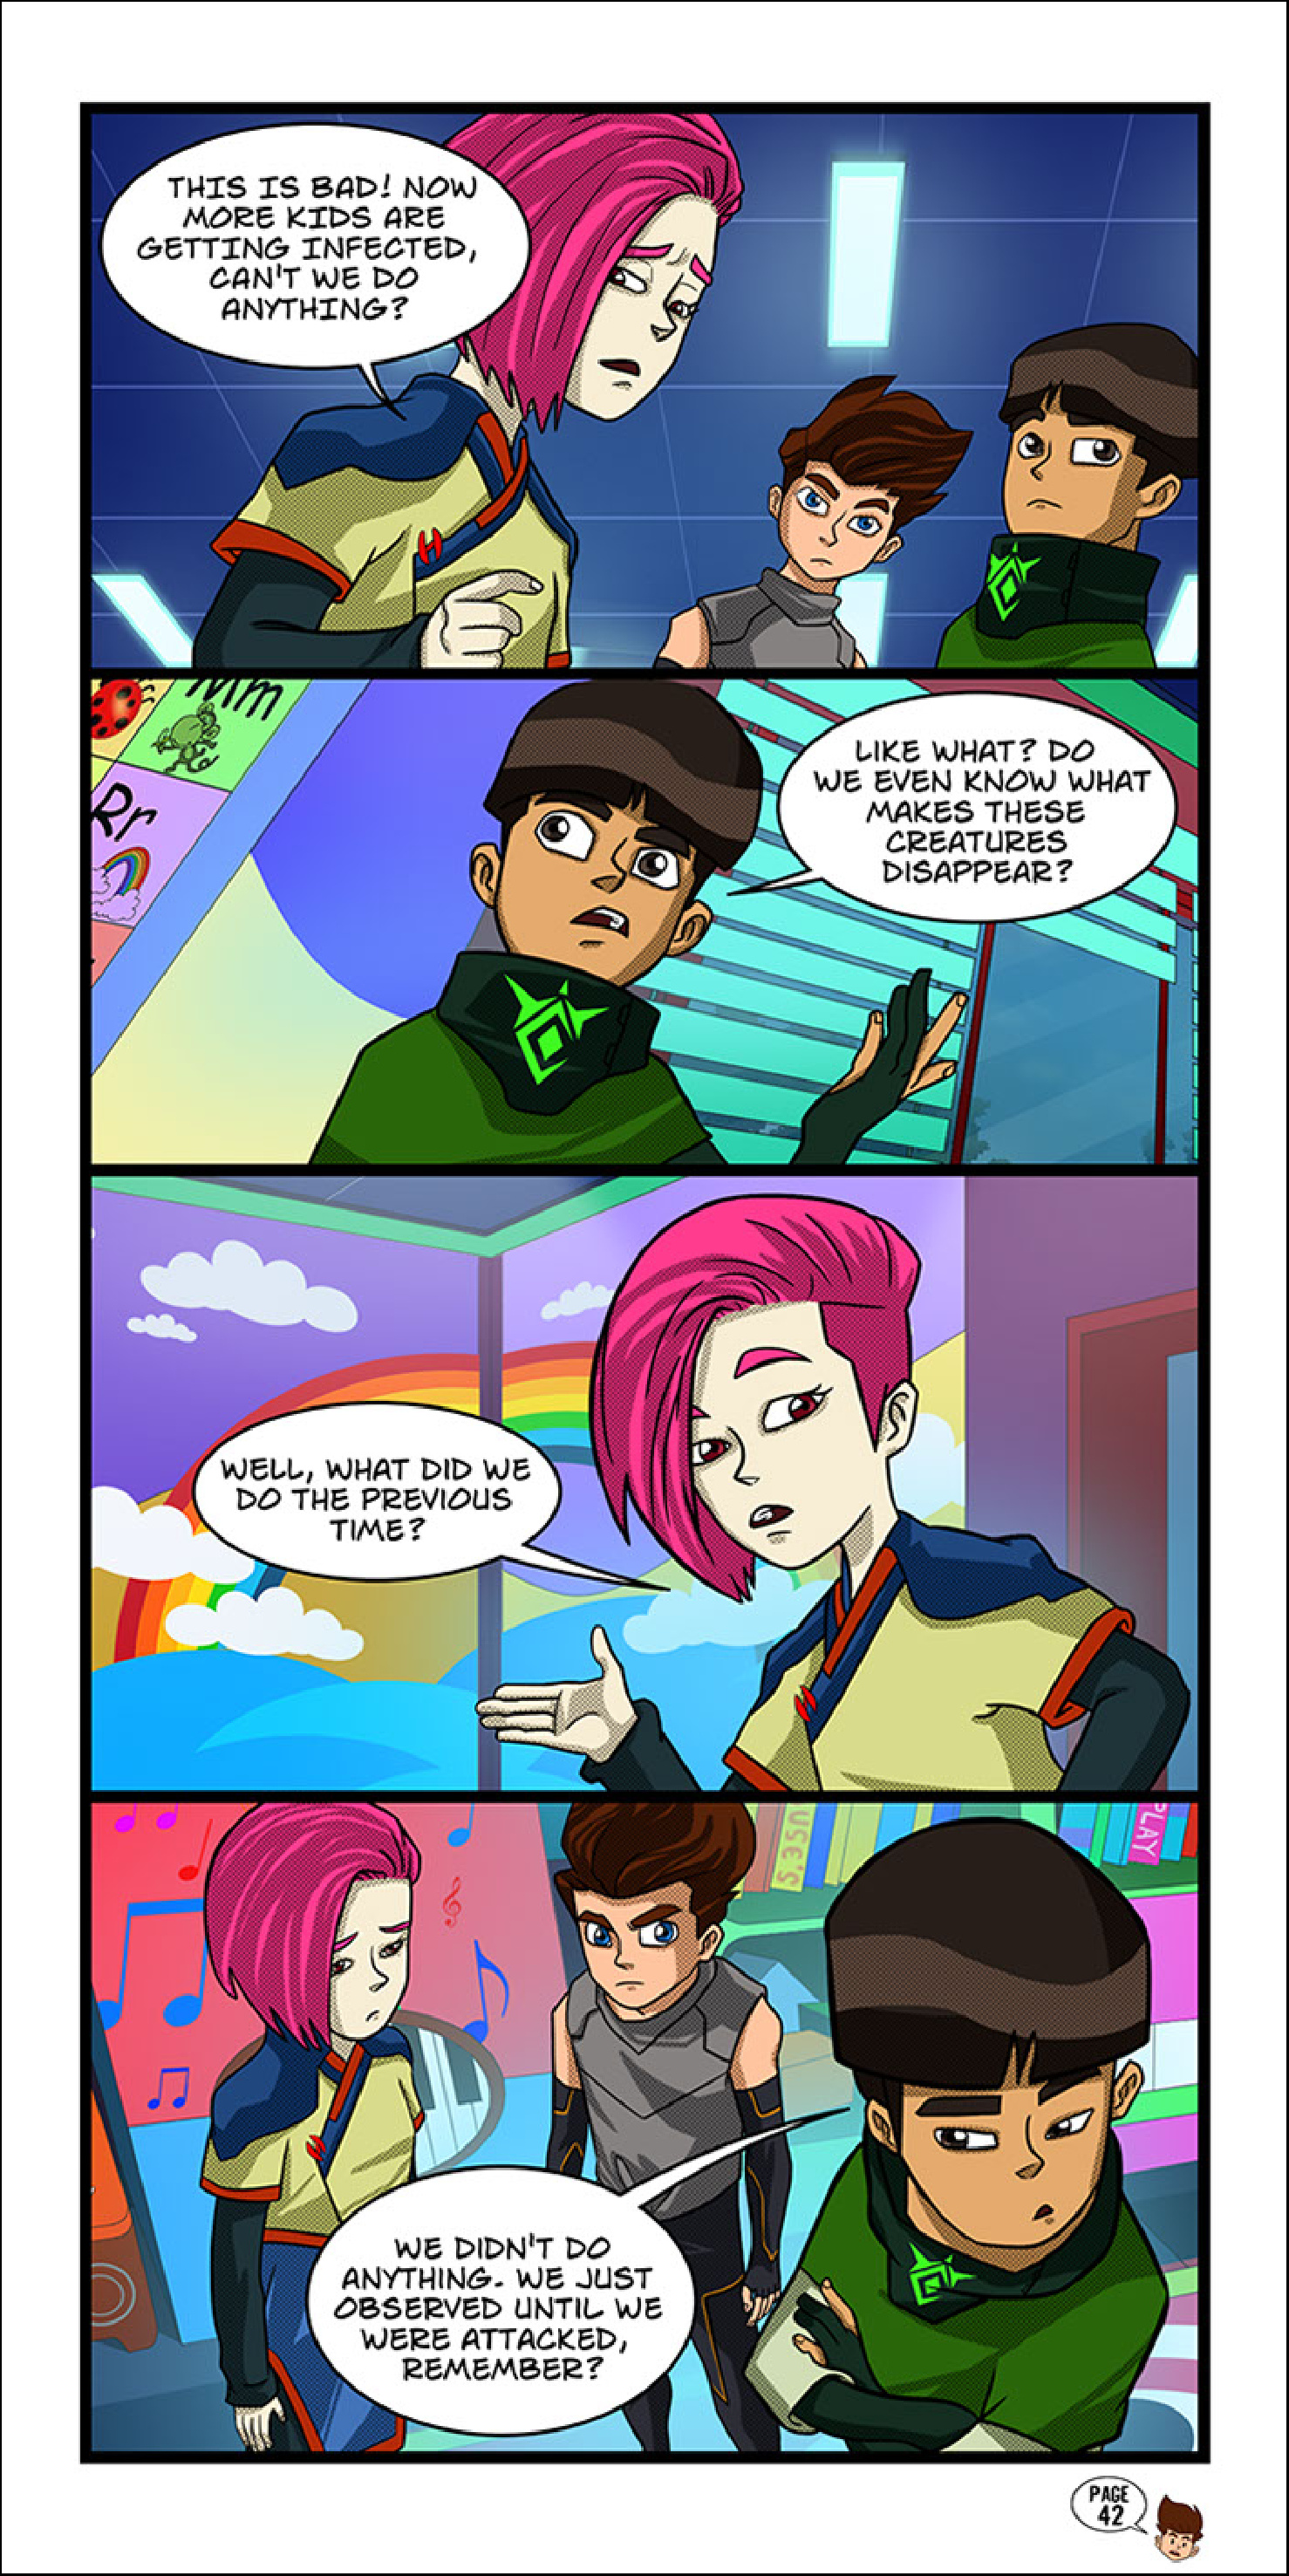 THIS IS BAD! NOW
MORE KIDS ARE
GETTING INFECTED,
CAN'T WE DO
ANYTHING?
Mm
Rr
LIKE WHAT? DO
WE EVEN KNOW WHAT
MAKES THESE
CREATURES
DISAPPEAR?
WELL, WHAT DID WE
DO THE PREVIOUS
TIME?
USE'S
PLAY
WE DIDN'T DO
ANYTHING. WE JUST
OBSERVED UNTIL WE
WERE ATTACKED,
REMEMBER?
PAGE
42